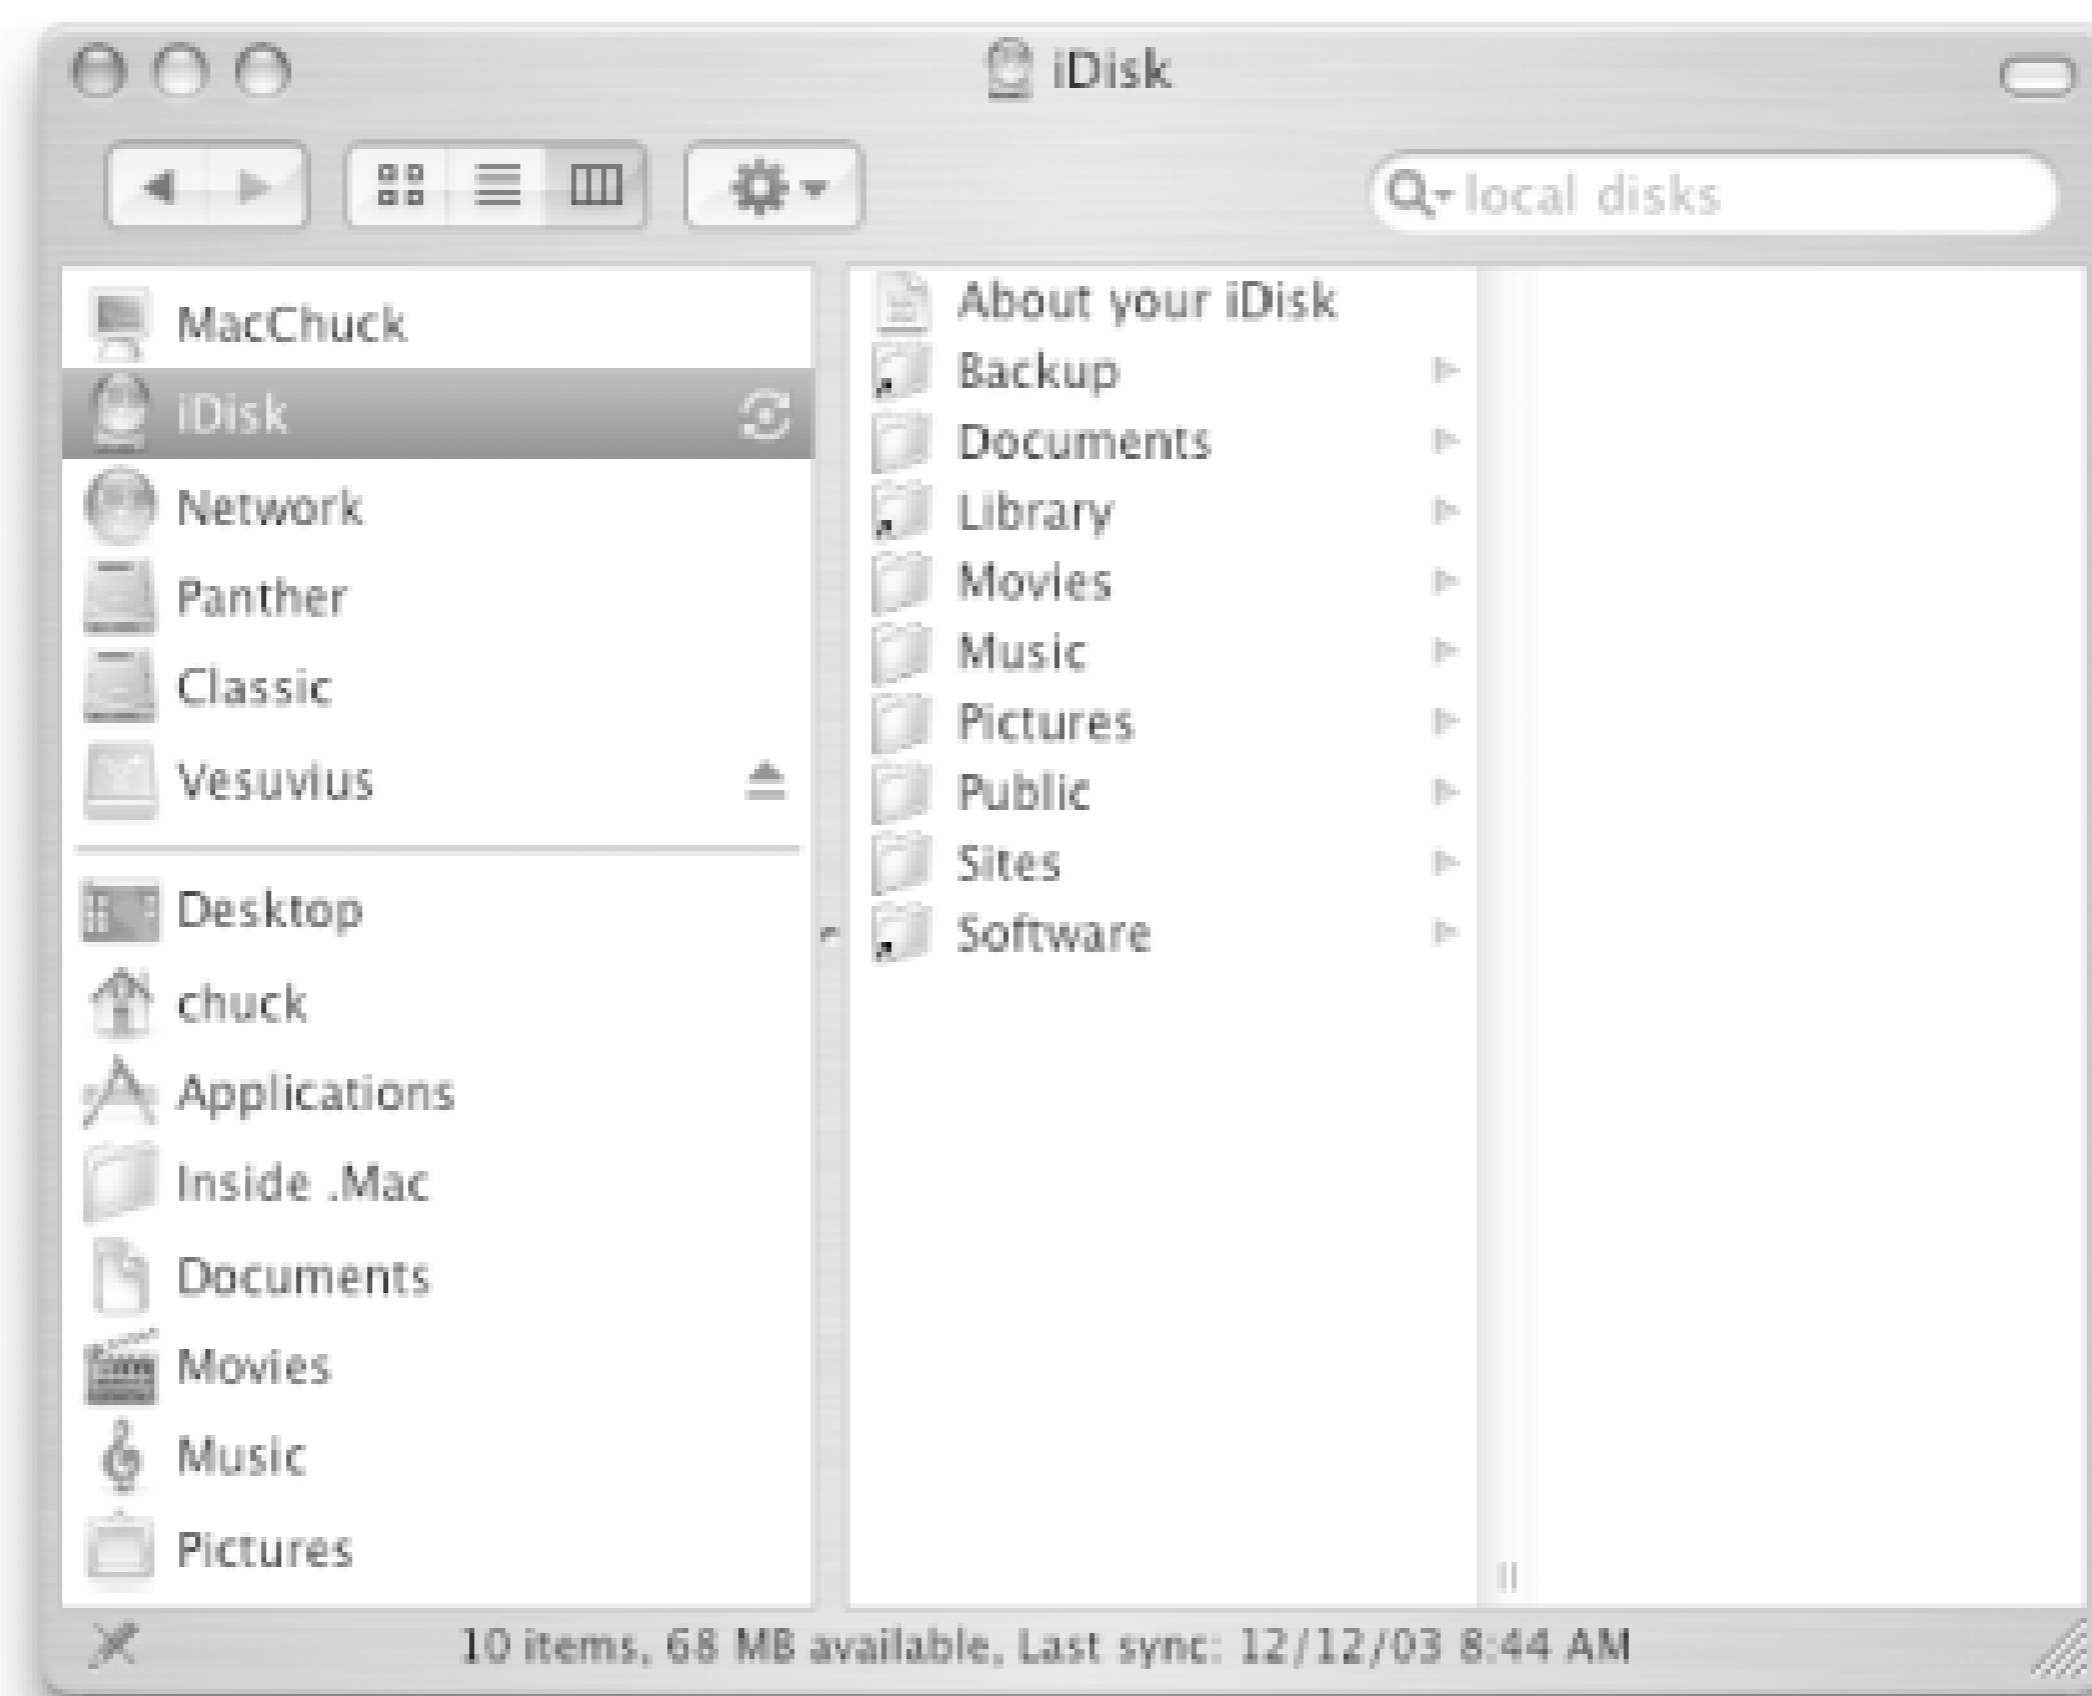 iDisk
local disks
MacChuck
iDisk
Network
Panther
Classic
Vesuvius
Desktop
chuck
Applications
Inside .Mac
Documents
Movies
Music
Pictures
About your iDisk
Backup
Documents
Library
Movies
Music
Pictures
Public
Sites
Software
10 items, 68 MB available, Last sync: 12/12/03 8:44 AM